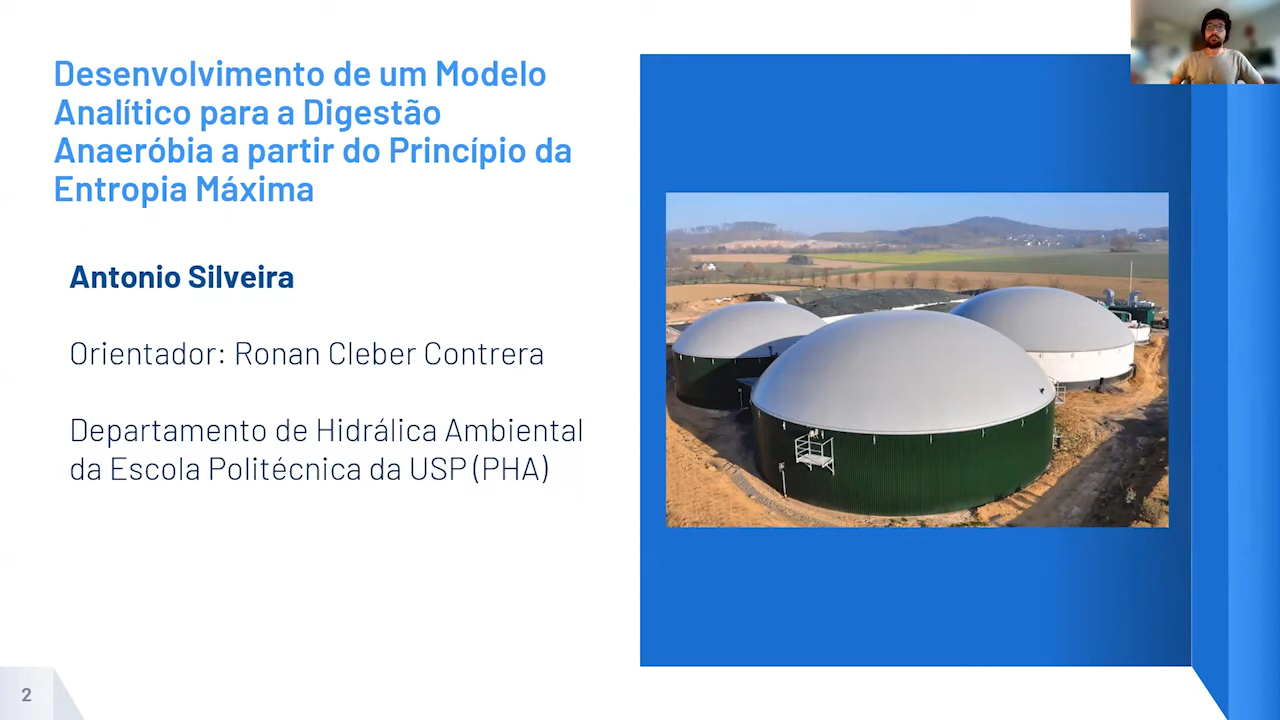 Desenvolvimento de um Modelo
Analítico para a Digestão
Anaeróbia a partir do Princípio da
Entropia Máxima
Antonio Silveira
Orientador: Ronan Cleber Contrera
Departamento de Hidrálica Ambiental
da Escola Politécnica da USP (PHA)
2